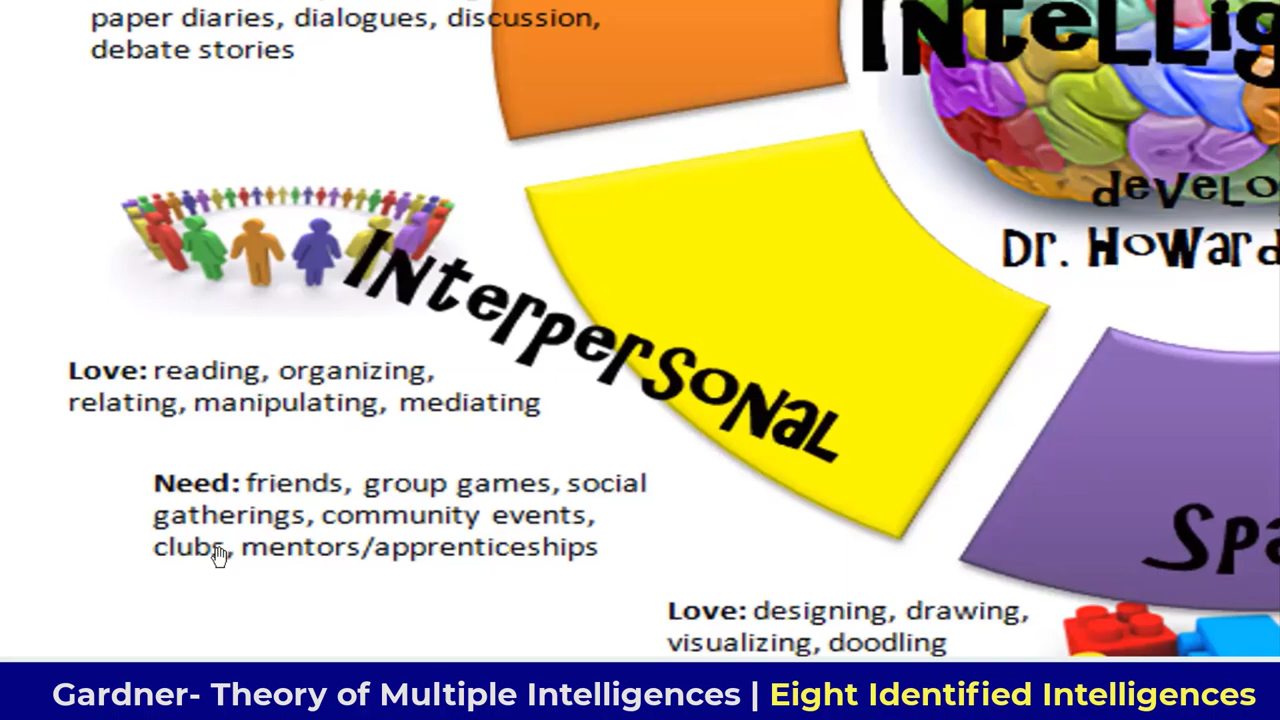 paper diaries, dialogues, discussion,
debate stories
INteLLig
deveLo
Dr. HoWard
INterperSoNaL
Love: reading, organizing,
relating, manipulating, mediating
Need: friends, group games, social
gatherings, community events,
clubs, mentors/apprenticeships
Spa
Love: designing, drawing,
visualizing, doodling
Gardner- Theory of Multiple Intelligences | Eight Identified Intelligences